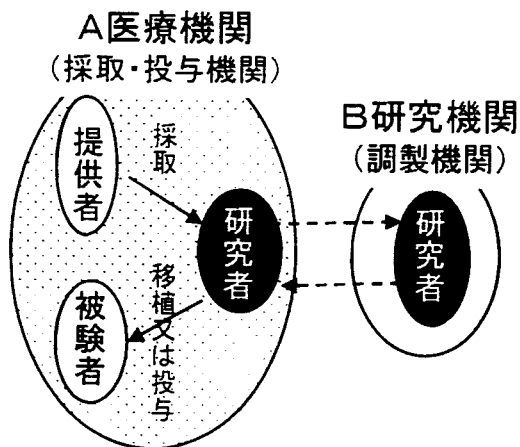 A医療機関
（採取・投与機関）
B研究機関
（調製機関）
提供者
採取
研究者
研究者
移植又は投与
被験者